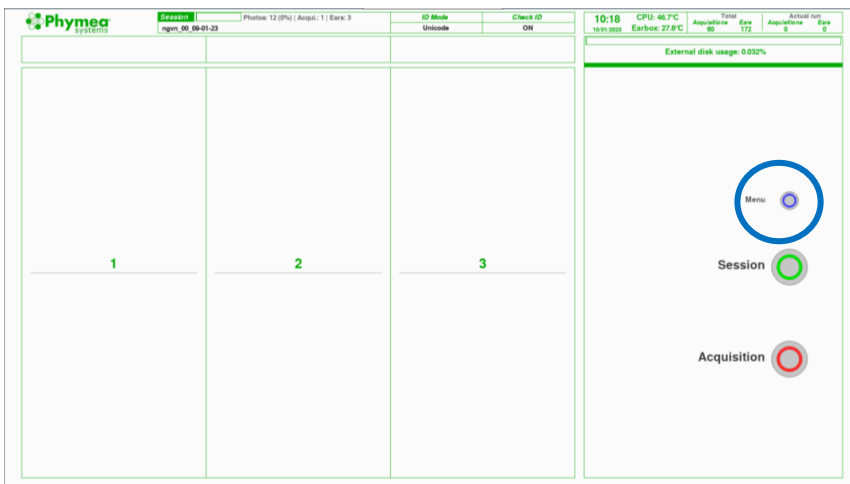 Phymea
systems
Session
Photos: 12 (0%) | Acqui.: 1 | Ears: 3
ngvn_00_09-01-23
ID Mode
Unicode
Check ID
ON
10:18
10/01/2023
CPU: 46.7°C
Earbox: 27.8°C
Total
Acquisitions Ears
60 172
Actual run
Acquisitions Ears
0 0
External disk usage: 0.032%
Menu
1
2
3
Session
Acquisition